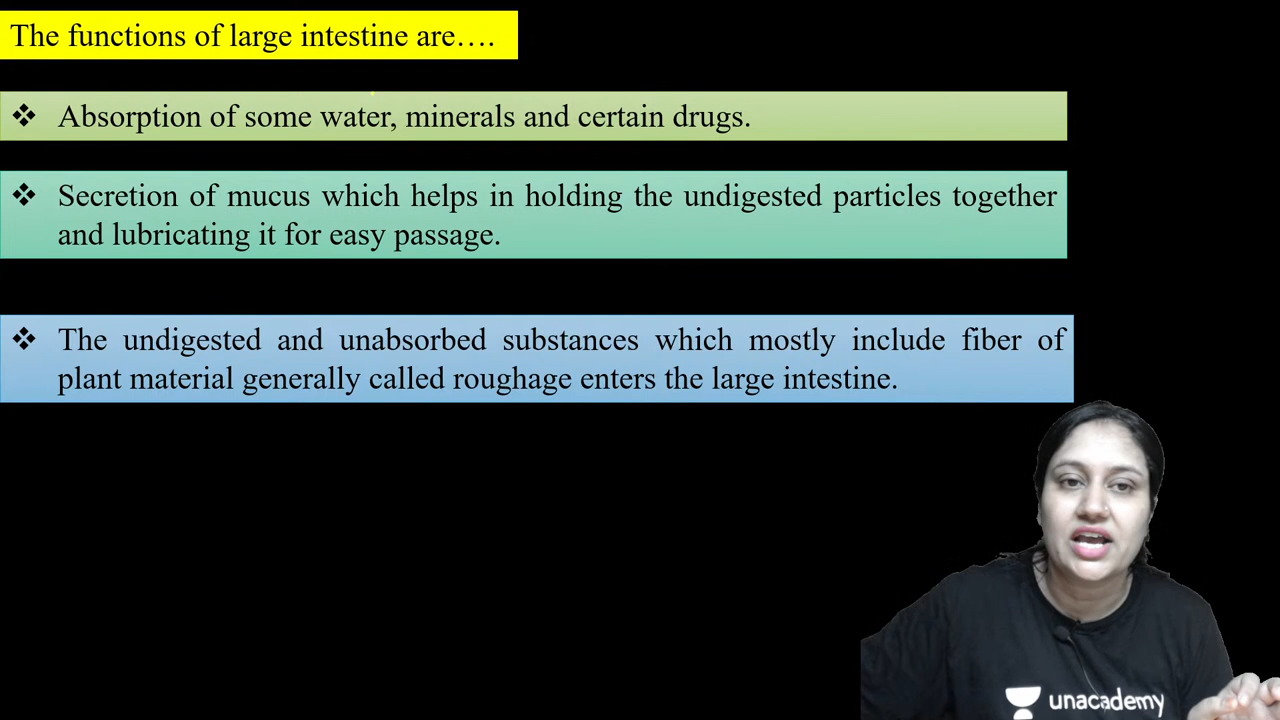 The functions of large intestine are….
❖ Absorption of some water, minerals and certain drugs.
❖ Secretion of mucus which helps in holding the undigested particles together
and lubricating it for easy passage.
❖ The undigested and unabsorbed substances which mostly include fiber of
plant material generally called roughage enters the large intestine.
unacademy